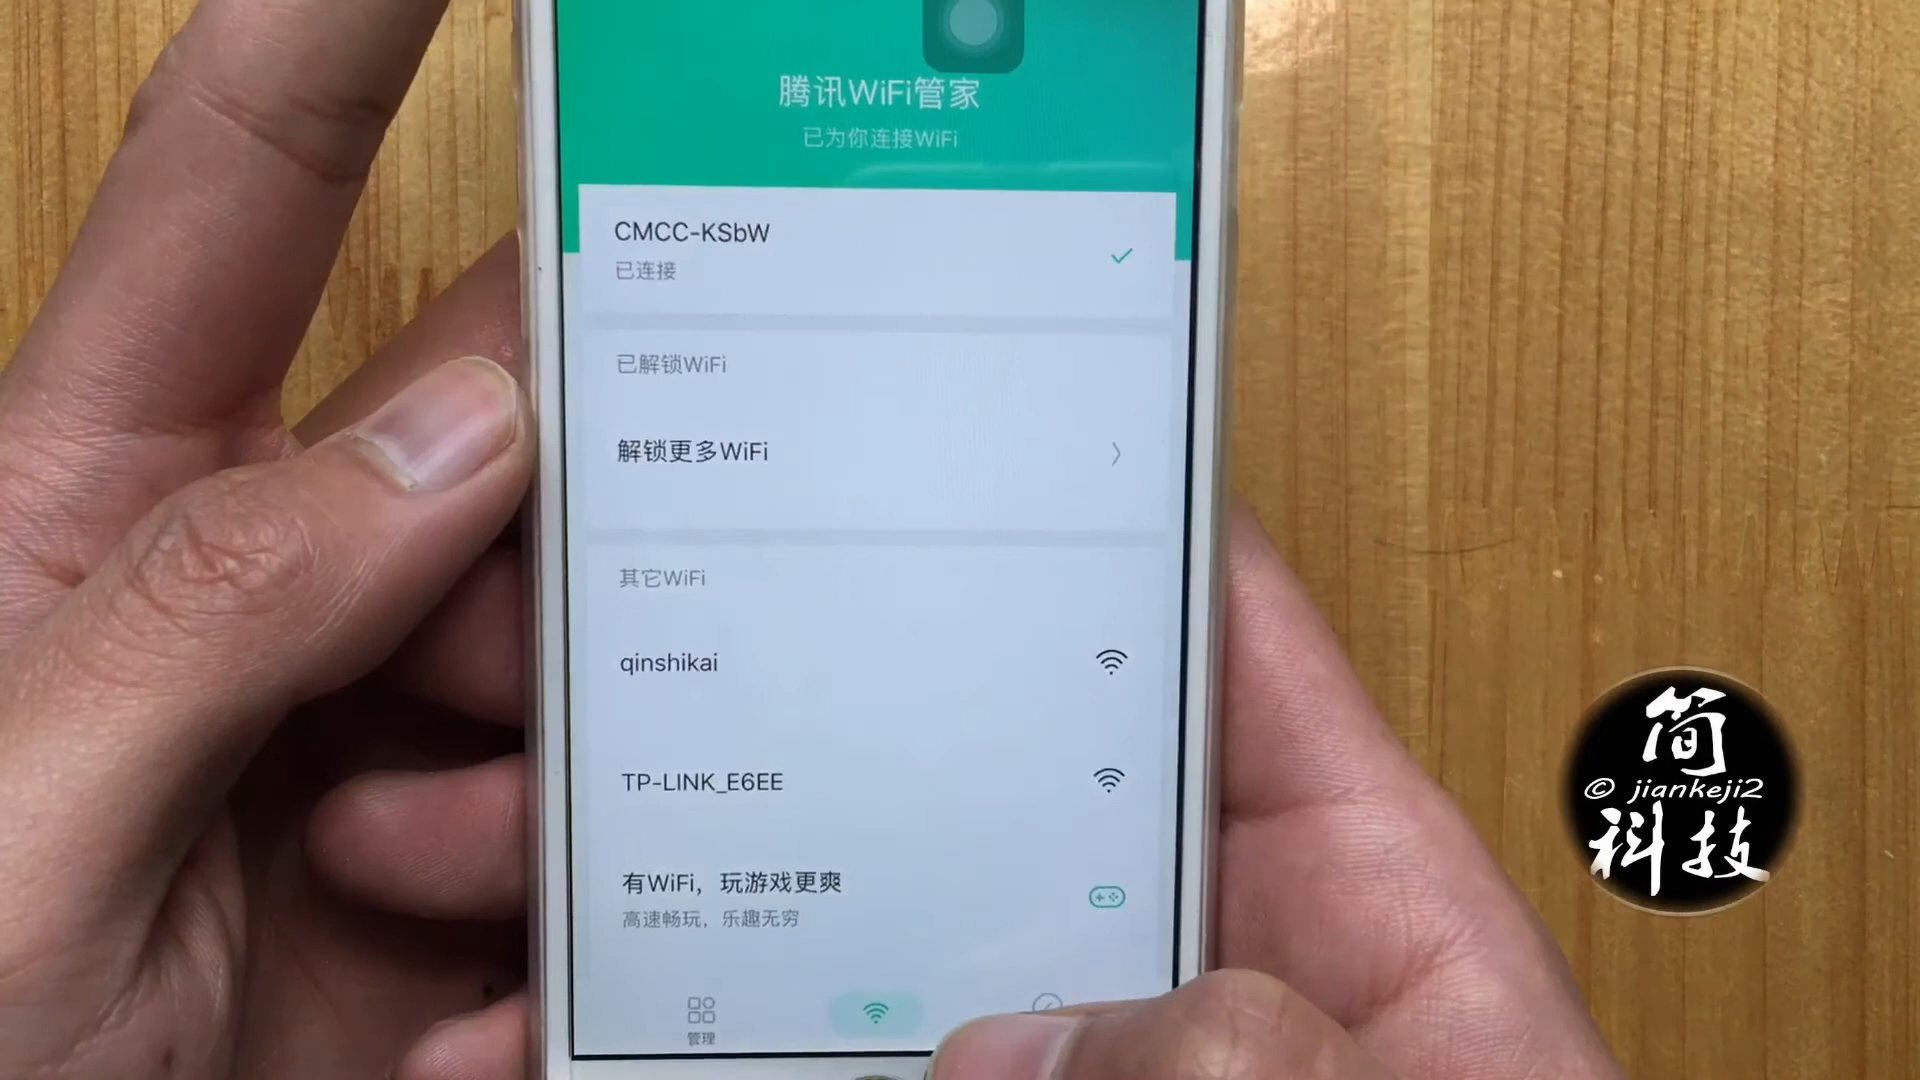 腾讯WiFi管家
已为你连接WiFi
CMCC-KSbW
已连接
已解锁WiFi
解锁更多WiFi
其它WiFi
qinshikai
TP-LINK_E6EE
有WiFi，玩游戏更爽
高速畅玩，乐趣无穷
管理
简
© jiankeji2
科技